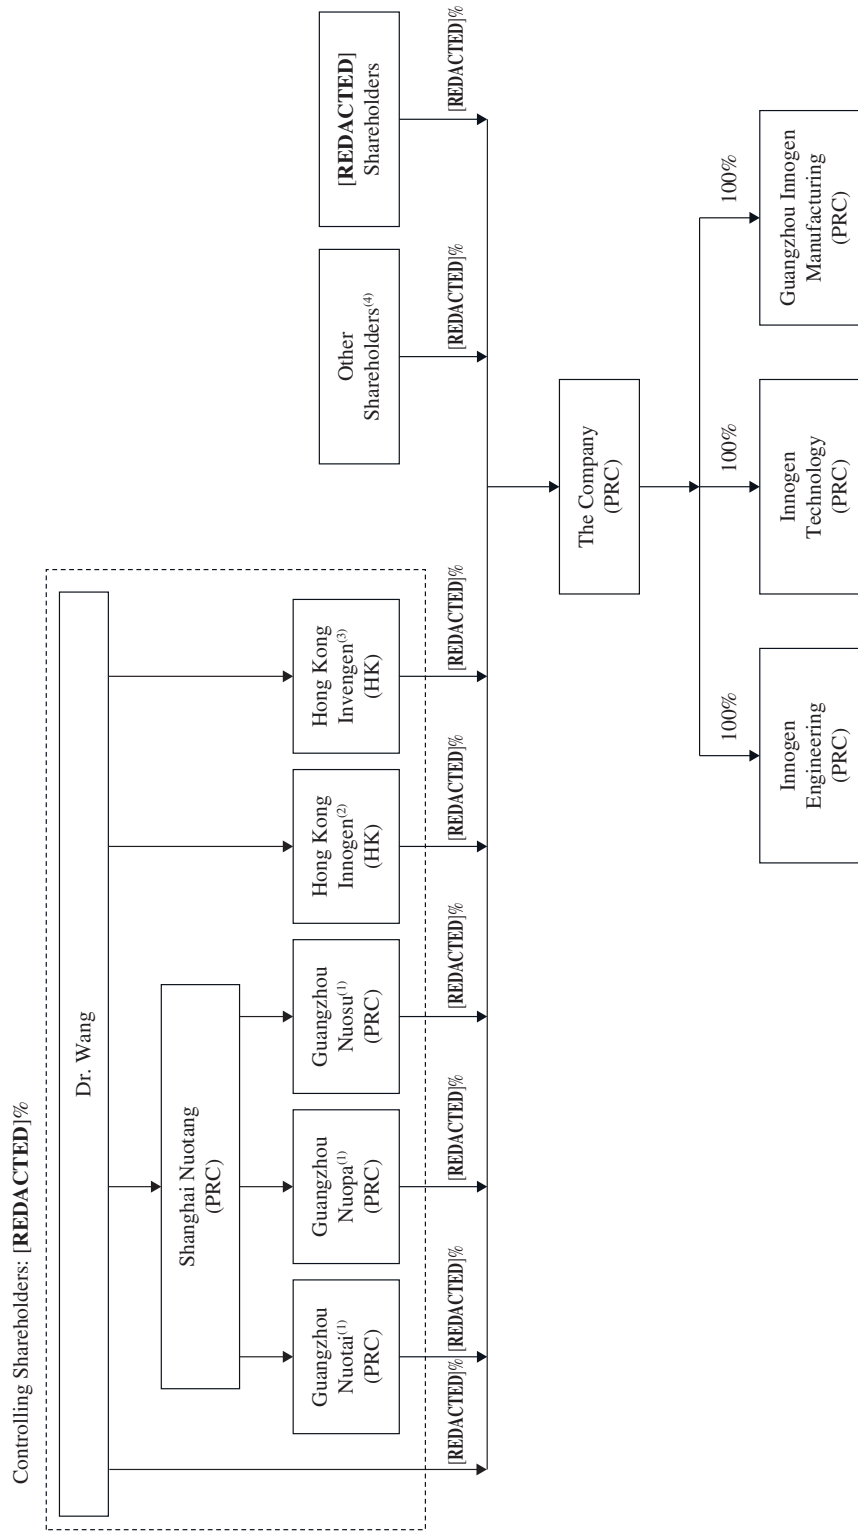 Controlling Shareholders: [REDACTED]%
Dr. Wang
Shanghai Nuotang
(PRC)
Guangzhou
Nuotai(1)
(PRC)
Guangzhou
Nuopa(1)
(PRC)
Guangzhou
Nuosu(1)
(PRC)
Hong Kong
Innogen(2)
(HK)
Hong Kong
Invengen(3)
(HK)
Other
Shareholders(4)
[REDACTED]
Shareholders
[REDACTED]%
[REDACTED]%
[REDACTED]%
[REDACTED]%
[REDACTED]%
[REDACTED]%
[REDACTED]%
[REDACTED]%
The Company
(PRC)
100%
100%
100%
Innogen
Engineering
(PRC)
Innogen
Technology
(PRC)
Guangzhou Innogen
Manufacturing
(PRC)